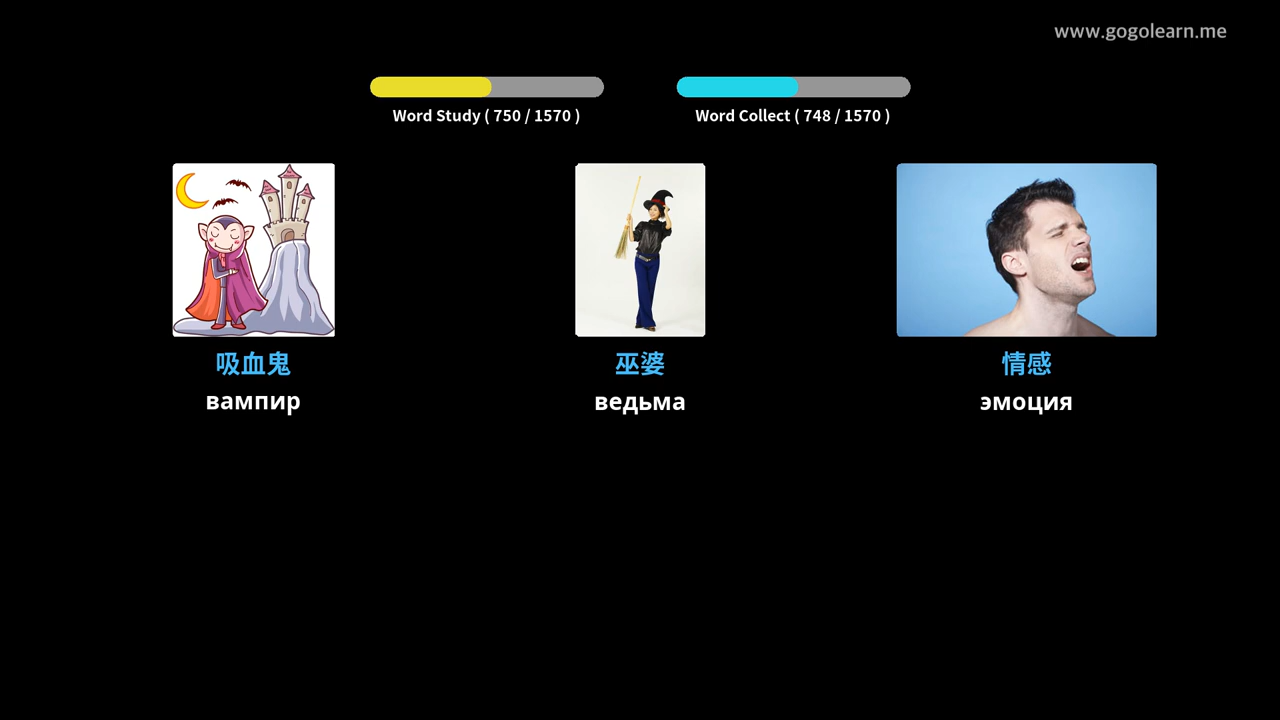 www.gogolearn.me
Word Study ( 750 / 1570 )
Word Collect ( 748 / 1570 )
吸血鬼
вампир
巫婆
ведьма
情感
эмоция